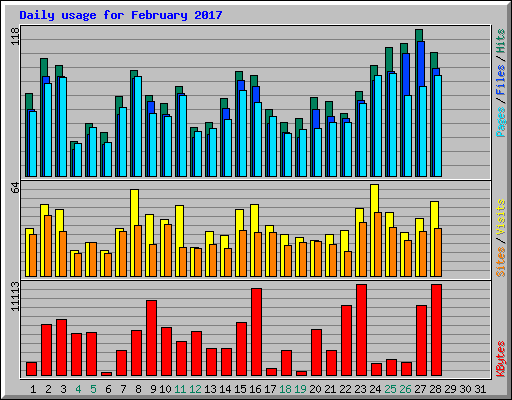 Daily usage for February 2017
118
Pages / Files / Hits
64
Sites / Visits
11113
KBytes
1 2 3 4 5 6 7 8 9 10 11 12 13 14 15 16 17 18 19 20 21 22 23 24 25 26 27 28 29 30 31